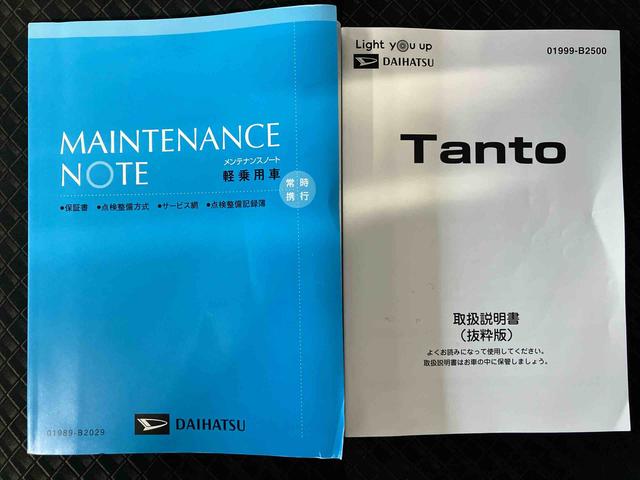 MAINTENANCE
NOTE
メンテナンスノート
軽乗用車
常時
携行
●保証書 ●点検整備方式 ●サービス網 ●点検整備記録簿
DAIHATSU
01989-B2029
Light you up
DAIHATSU
01999-B2500
Tanto
取扱説明書
(抜粋版)
よくお読みになって使用してください。
取扱説明書はお車の中に保管しましょう。